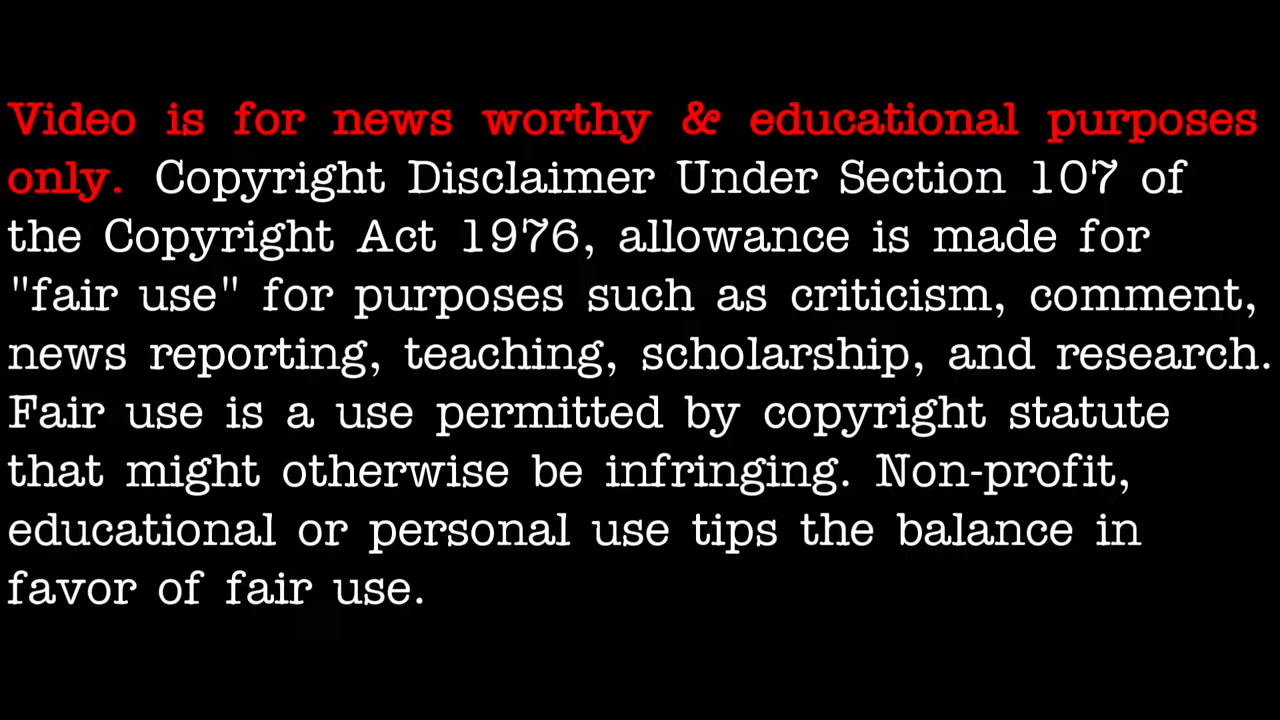 Video is for news worthy & educational purposes
only. Copyright Disclaimer Under Section 107 of
the Copyright Act 1976, allowance is made for
"fair use" for purposes such as criticism, comment,
news reporting, teaching, scholarship, and research.
Fair use is a use permitted by copyright statute
that might otherwise be infringing. Non-profit,
educational or personal use tips the balance in
favor of fair use.